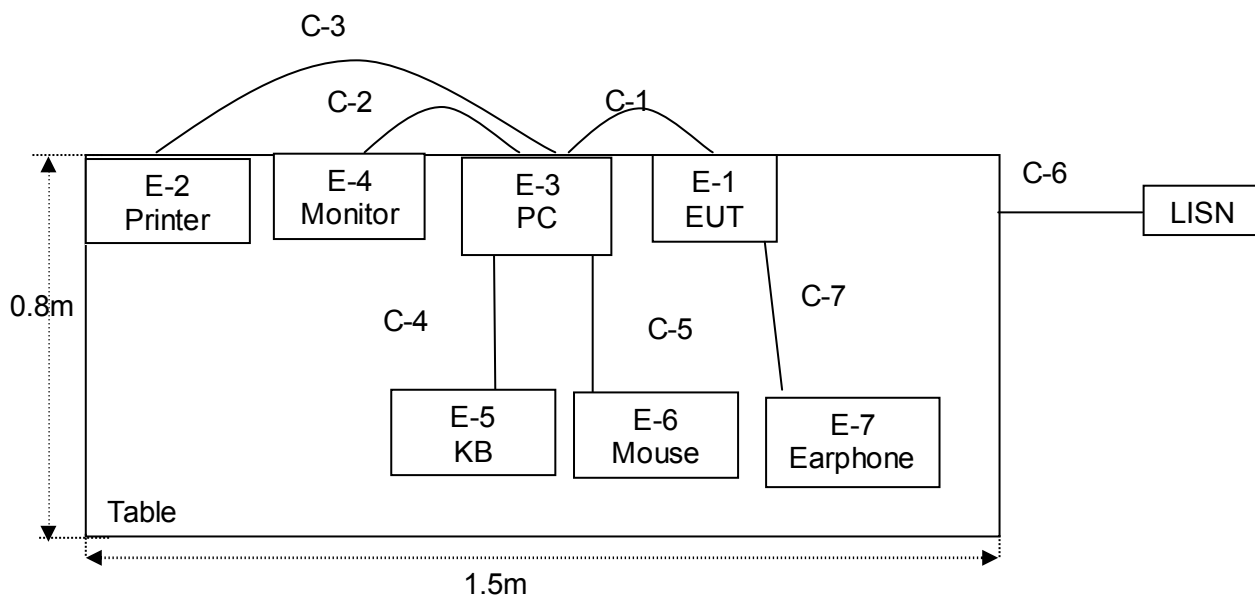 C-3
C-2
C-1
C-6
E-2
Printer
E-4
Monitor
E-3
PC
E-1
EUT
LISN
0.8m
C-4
C-5
C-7
E-5
KB
E-6
Mouse
E-7
Earphone
Table
1.5m